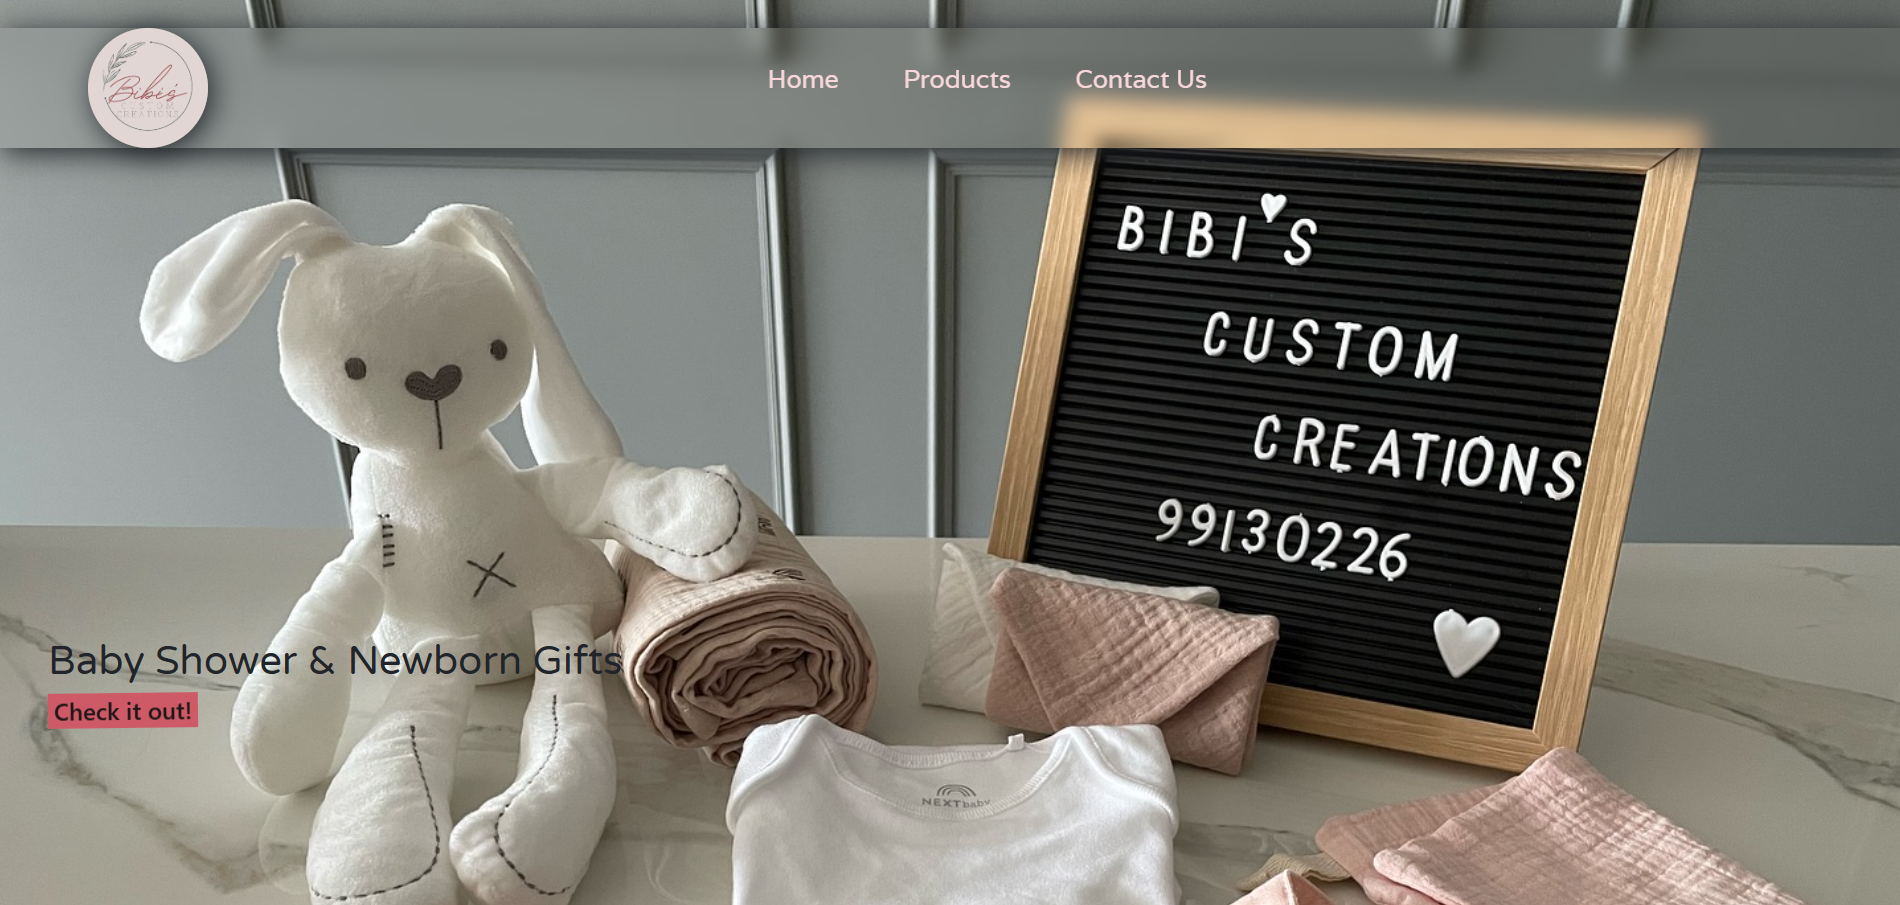 Bibi's
CUSTOM
CREATIONS
Home Products Contact Us
BIBI'S
CUSTOM
CREATIONS
99130226
Baby Shower & Newborn Gifts
Check it out!
NEXT baby